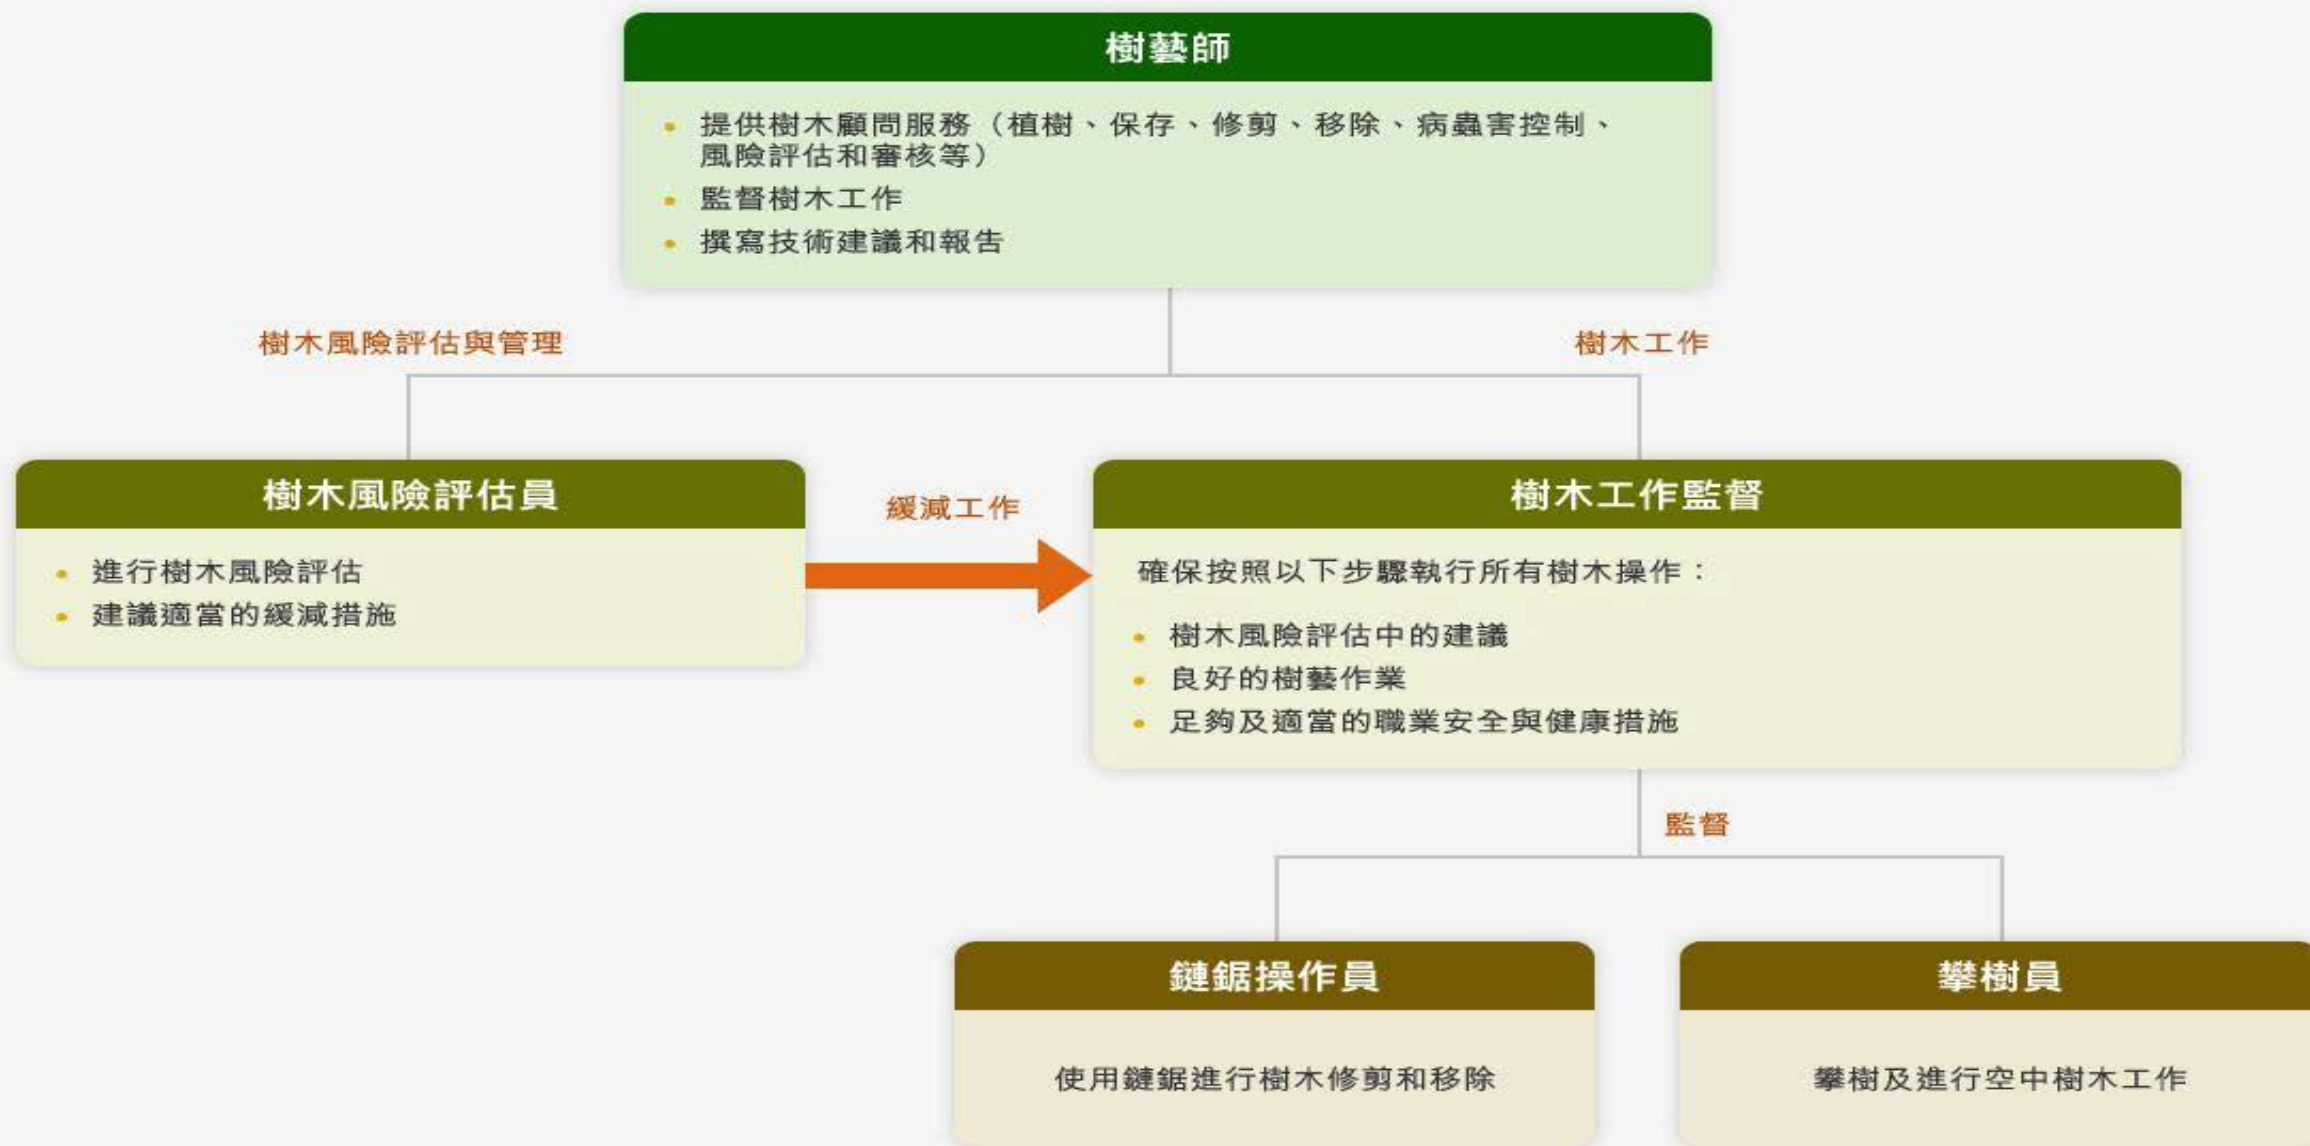 樹藝師
• 提供樹木顧問服務（植樹、保存、修剪、移除、病蟲害控制、
風險評估和審核等）
• 監督樹木工作
• 撰寫技術建議和報告
樹木風險評估與管理
樹木工作
樹木風險評估員
• 進行樹木風險評估
• 建議適當的緩減措施
緩減工作
樹木工作監督
確保按照以下步驟執行所有樹木操作：
• 樹木風險評估中的建議
• 良好的樹藝作業
• 足夠及適當的職業安全與健康措施
監督
鏈鋸操作員
使用鏈鋸進行樹木修剪和移除
攀樹員
攀樹及進行空中樹木工作